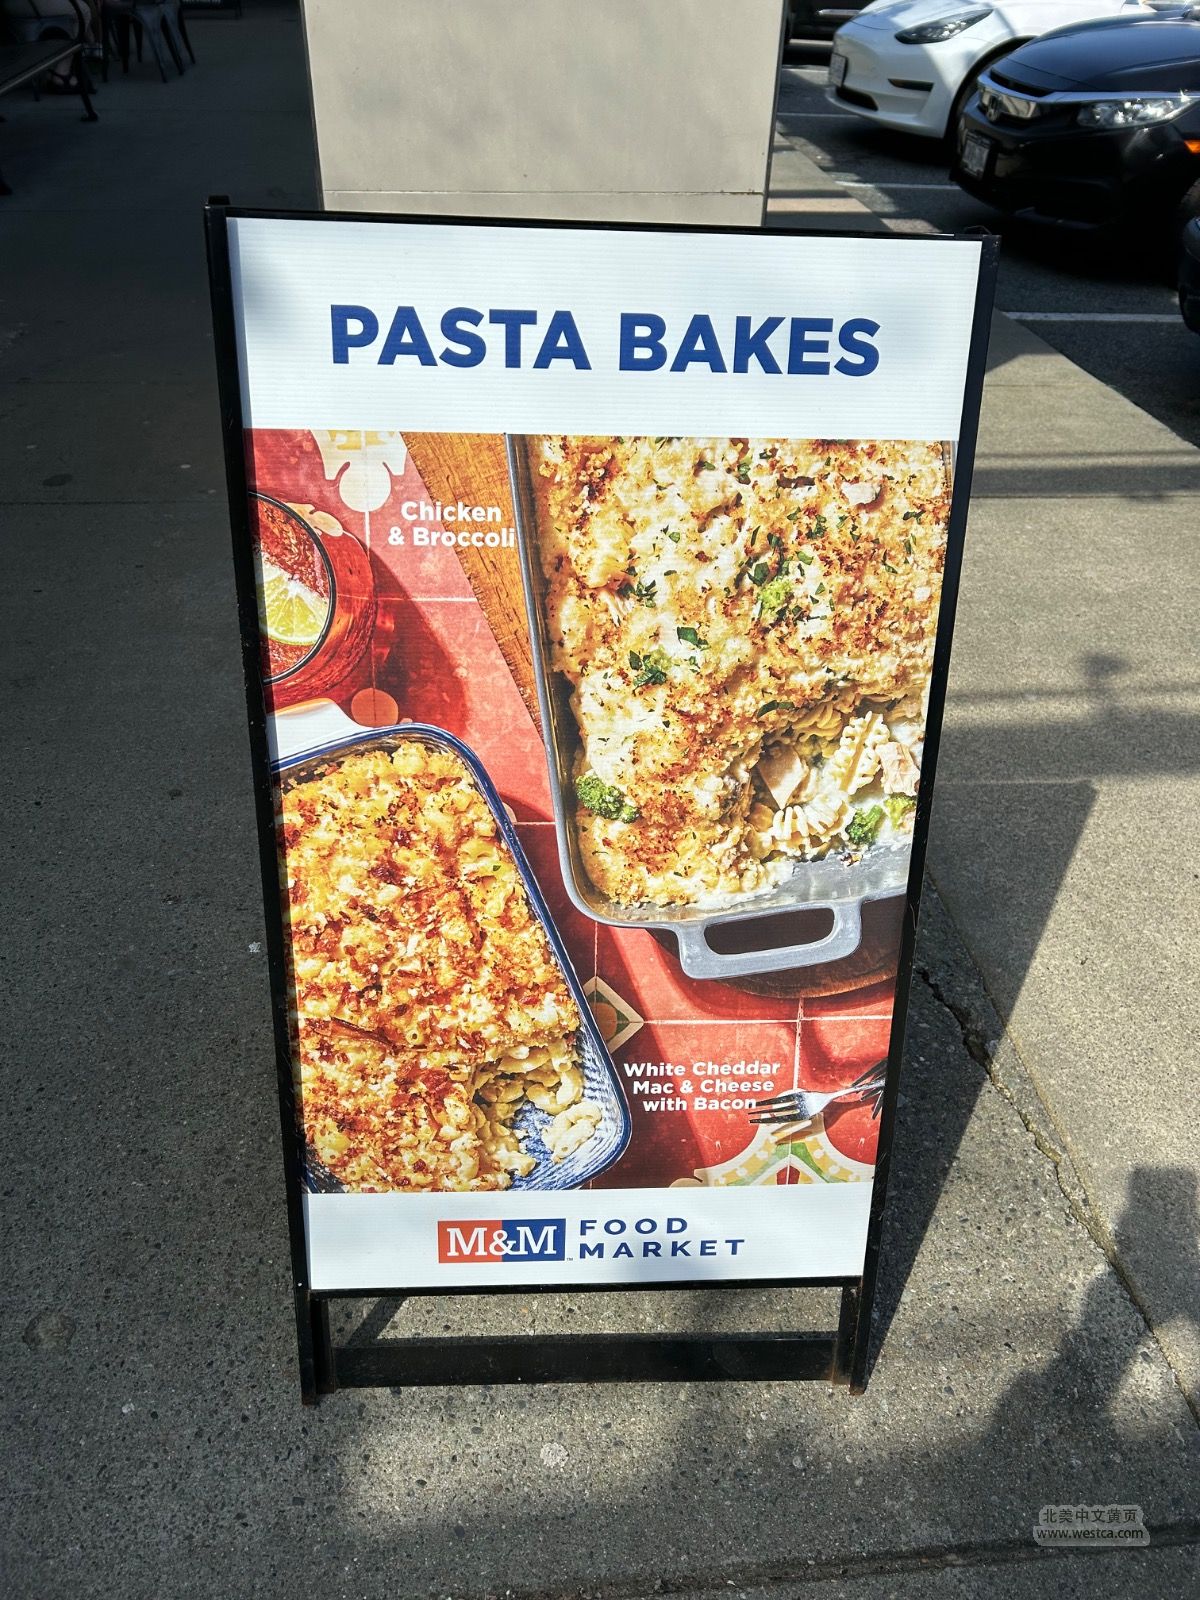 PASTA BAKES
Chicken
& Broccoli
White Cheddar
Mac & Cheese
with Bacon
M&M FOOD
MARKET
北美中文黄页
www.westca.com